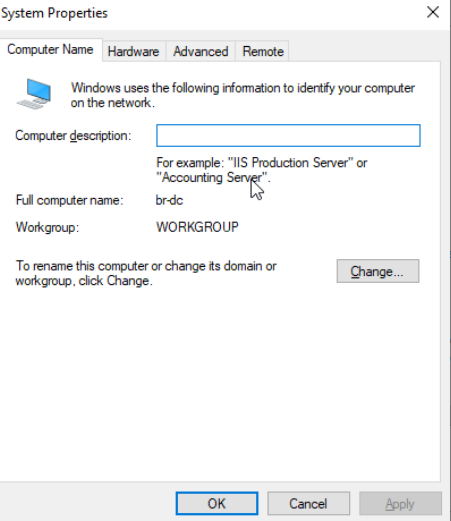 System Properties
Computer Name
Hardware
Advanced
Remote
Windows uses the following information to identify your computer
on the network.
Computer description:
For example: "IIS Production Server" or
"Accounting Server".
Full computer name:
br-dc
Workgroup:
WORKGROUP
To rename this computer or change its domain or
workgroup, click Change.
Change...
OK
Cancel
Apply